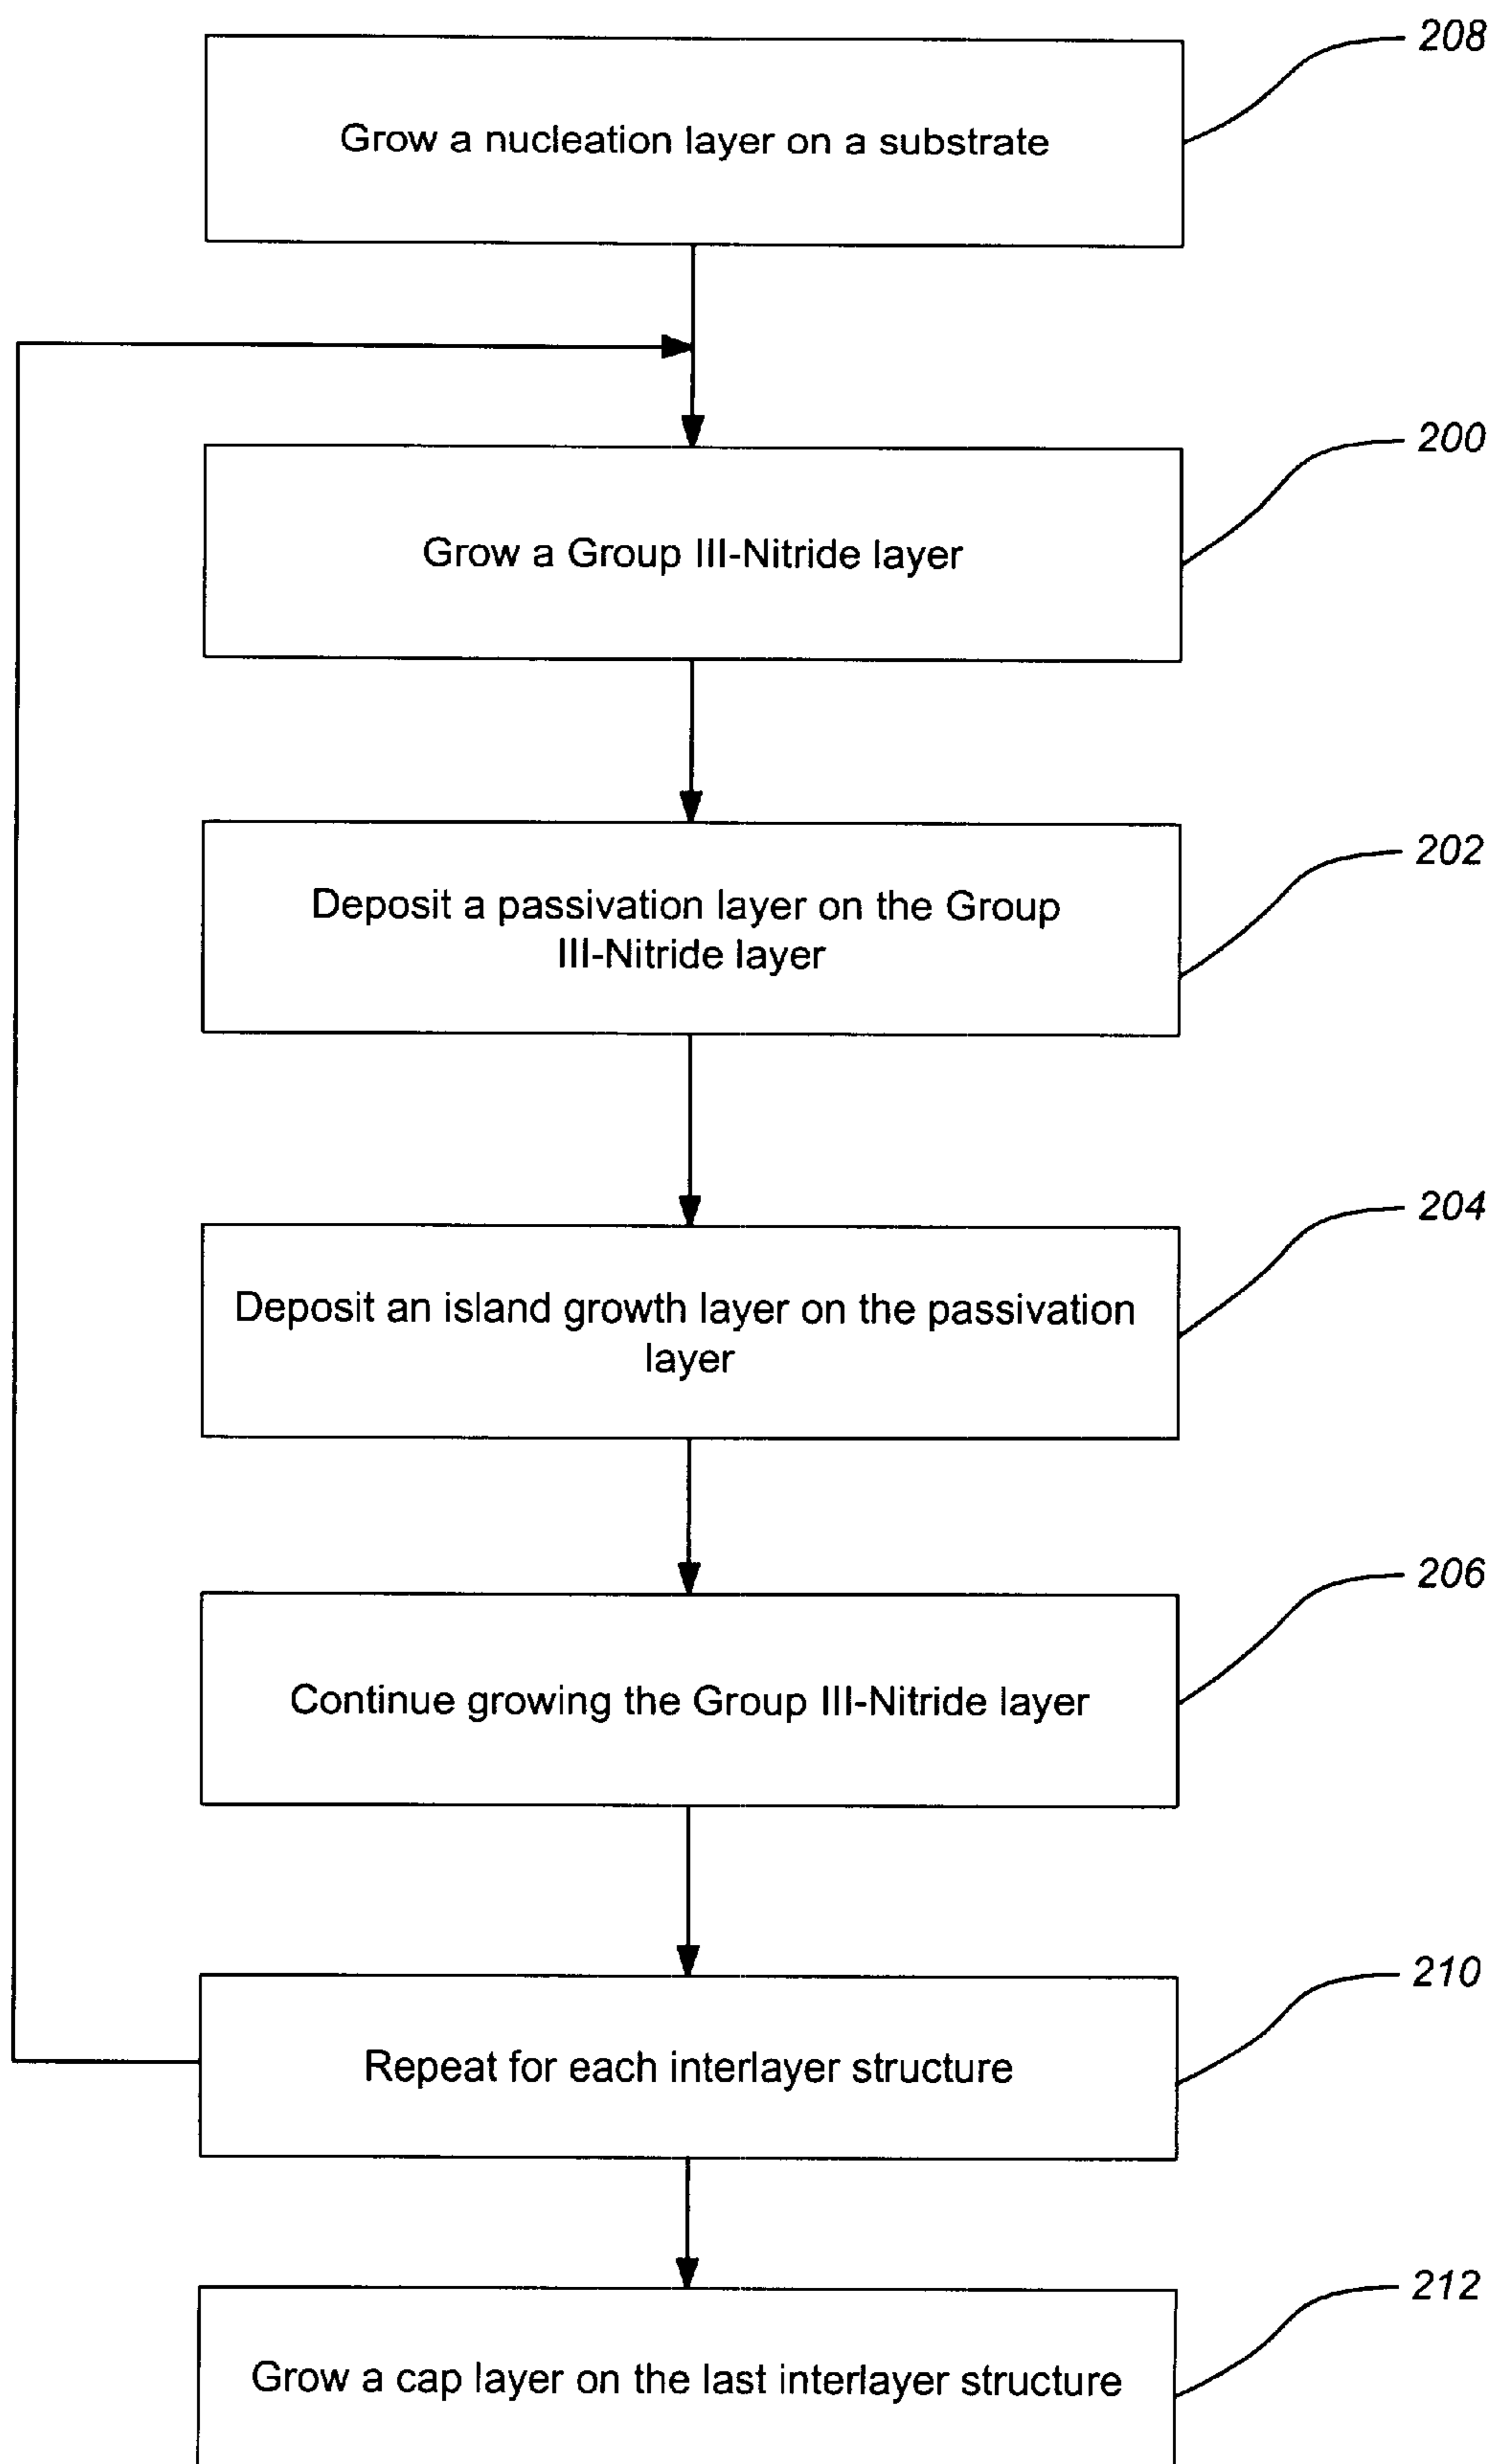 208
Grow a nucleation layer on a substrate
200
Grow a Group III-Nitride layer
202
Deposit a passivation layer on the Group
III-Nitride layer
204
Deposit an island growth layer on the passivation
layer
206
Continue growing the Group III-Nitride layer
210
Repeat for each interlayer structure
212
Grow a cap layer on the last interlayer structure